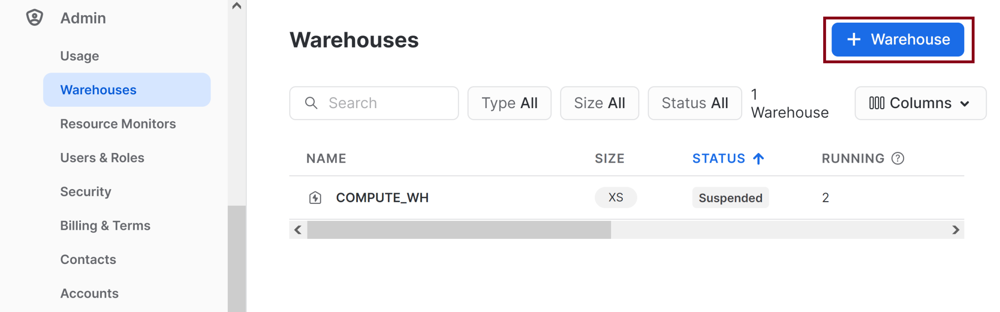 Admin
Usage
Warehouses
Resource Monitors
Users & Roles
Security
Billing & Terms
Contacts
Accounts
Warehouses
+ Warehouse
Search
Type All
Size All
Status All
1
Warehouse
Columns
NAME SIZE STATUS ↑ RUNNING ?
COMPUTE_WH XS Suspended 2